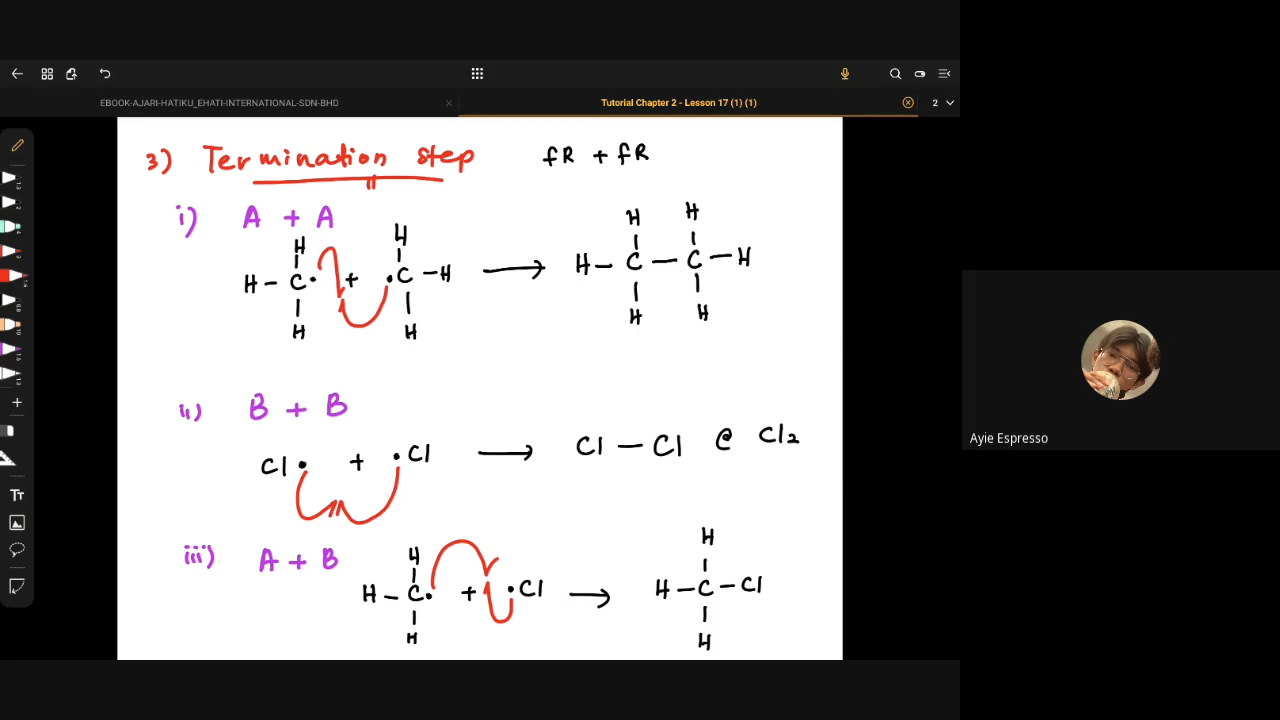 EBOOK-AJARI-HATIKU_EHATI-INTERNATIONAL-SDN-BHD
Tutorial Chapter 2 - Lesson 17 (1) (1)
2
3) Termination step fR + fR
i) A + A
H H H H
H - C• + •C - H → H - C - C - H
H H H H
ii) B + B
Cl• + •Cl → Cl - Cl @ Cl2
iii) A + B
H H
H - C• + •Cl → H - C - Cl
H H
Tт
Ayie Espresso